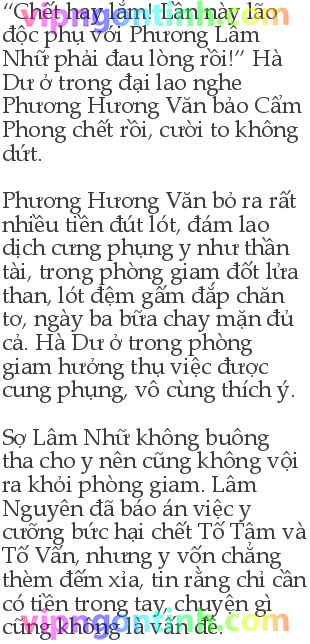 “Chết hay lắm! Lần này lão
độc phụ với Phương Lâm
Nhữ phải đau lòng rồi!” Hà
Dư ở trong đại lao nghe
Phương Hương Văn bảo Cẩm
Phong chết rồi, cười to không
dứt.
Phương Hương Văn bỏ ra rất
nhiều tiền đút lót, đám lao
dịch cưng phụng y như thần
tài, trong phòng giam đốt lửa
than, lót đệm gấm đắp chăn
tơ, ngày ba bữa chay mặn đủ
cả. Hà Dư ở trong phòng
giam hưởng thụ việc được
cung phụng, vô cùng thích ý.
Sợ Lâm Nhữ không buông
tha cho y nên cũng không vội
ra khỏi phòng giam. Lâm
Nguyên đã báo án việc y
cưỡng bức hại chết Tố Tâm và
Tố Vấn, nhưng y vốn chẳng
thèm đếm xỉa, tin rằng chỉ cần
có tiền trong tay, chuyện gì
cũng không là vấn đề.
vipngontinh.com
vipngontinh.com